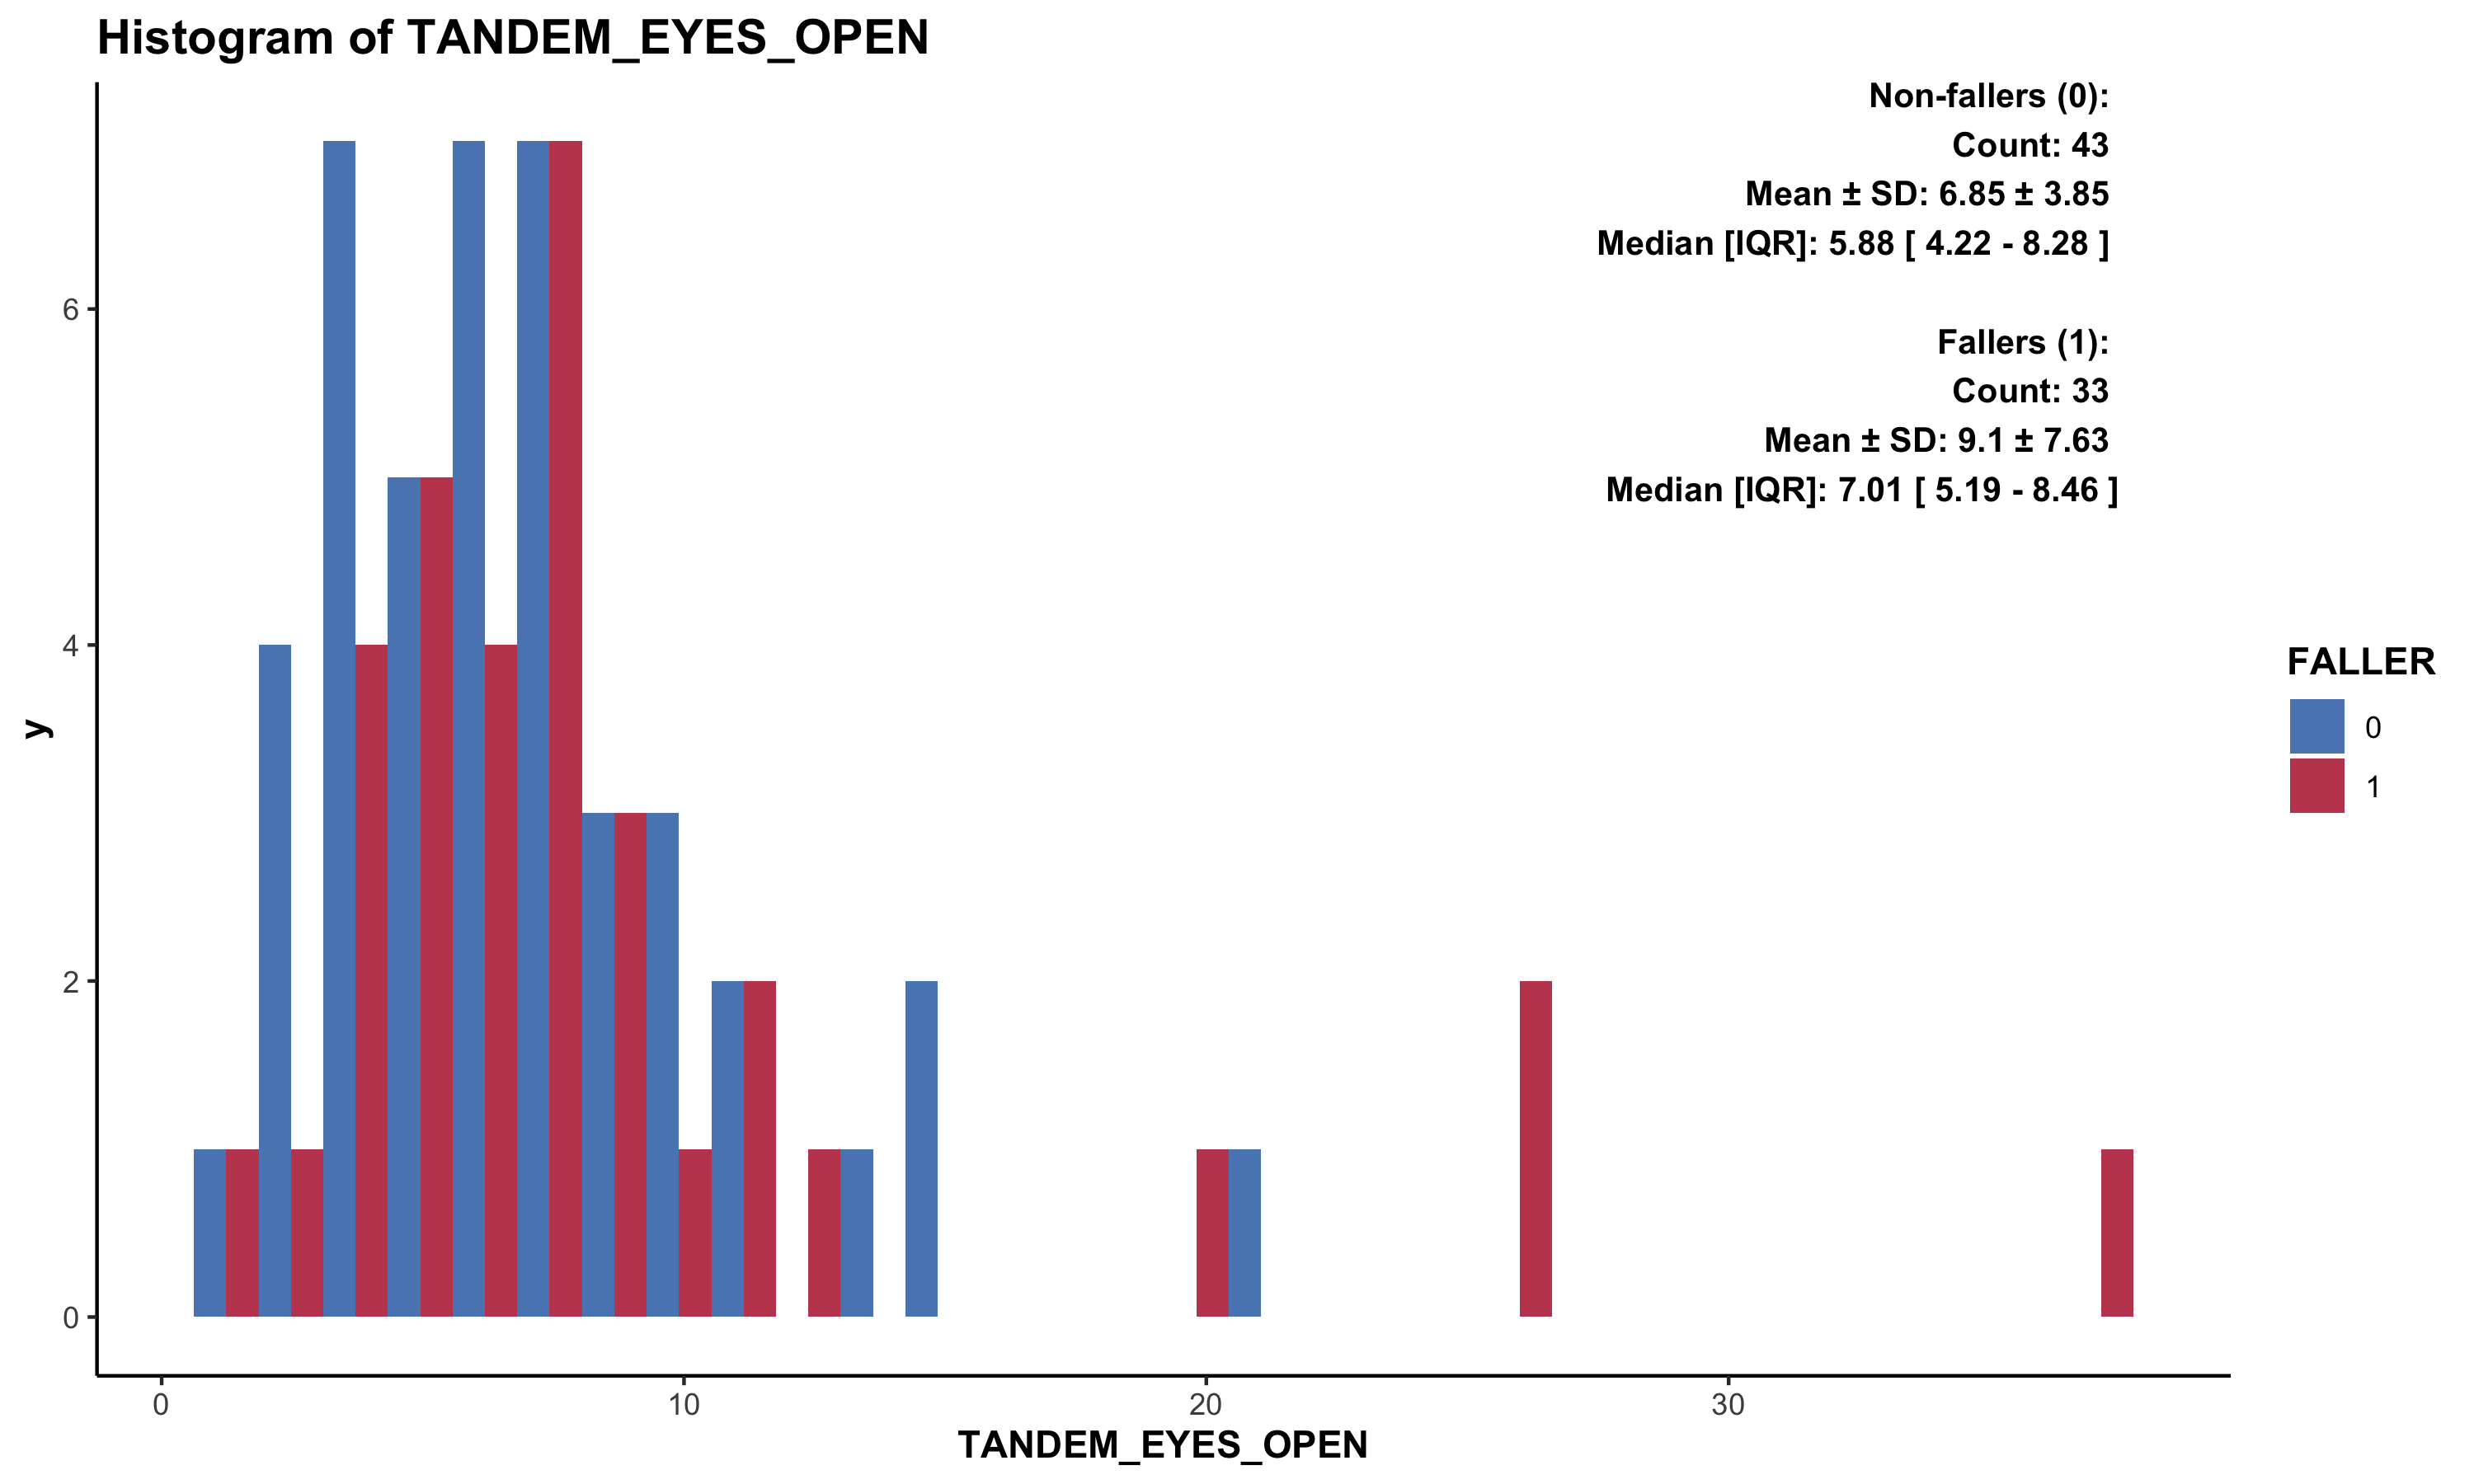 Histogram of TANDEM_EYES_OPEN
Non-fallers (0):
Count: 43
Mean ± SD: 6.85 ± 3.85
Median [IQR]: 5.88 [ 4.22 - 8.28 ]
Fallers (1):
Count: 33
Mean ± SD: 9.1 ± 7.63
Median [IQR]: 7.01 [ 5.19 - 8.46 ]
6
4
2
0
y
0
10
20
30
TANDEM_EYES_OPEN
FALLER
0
1